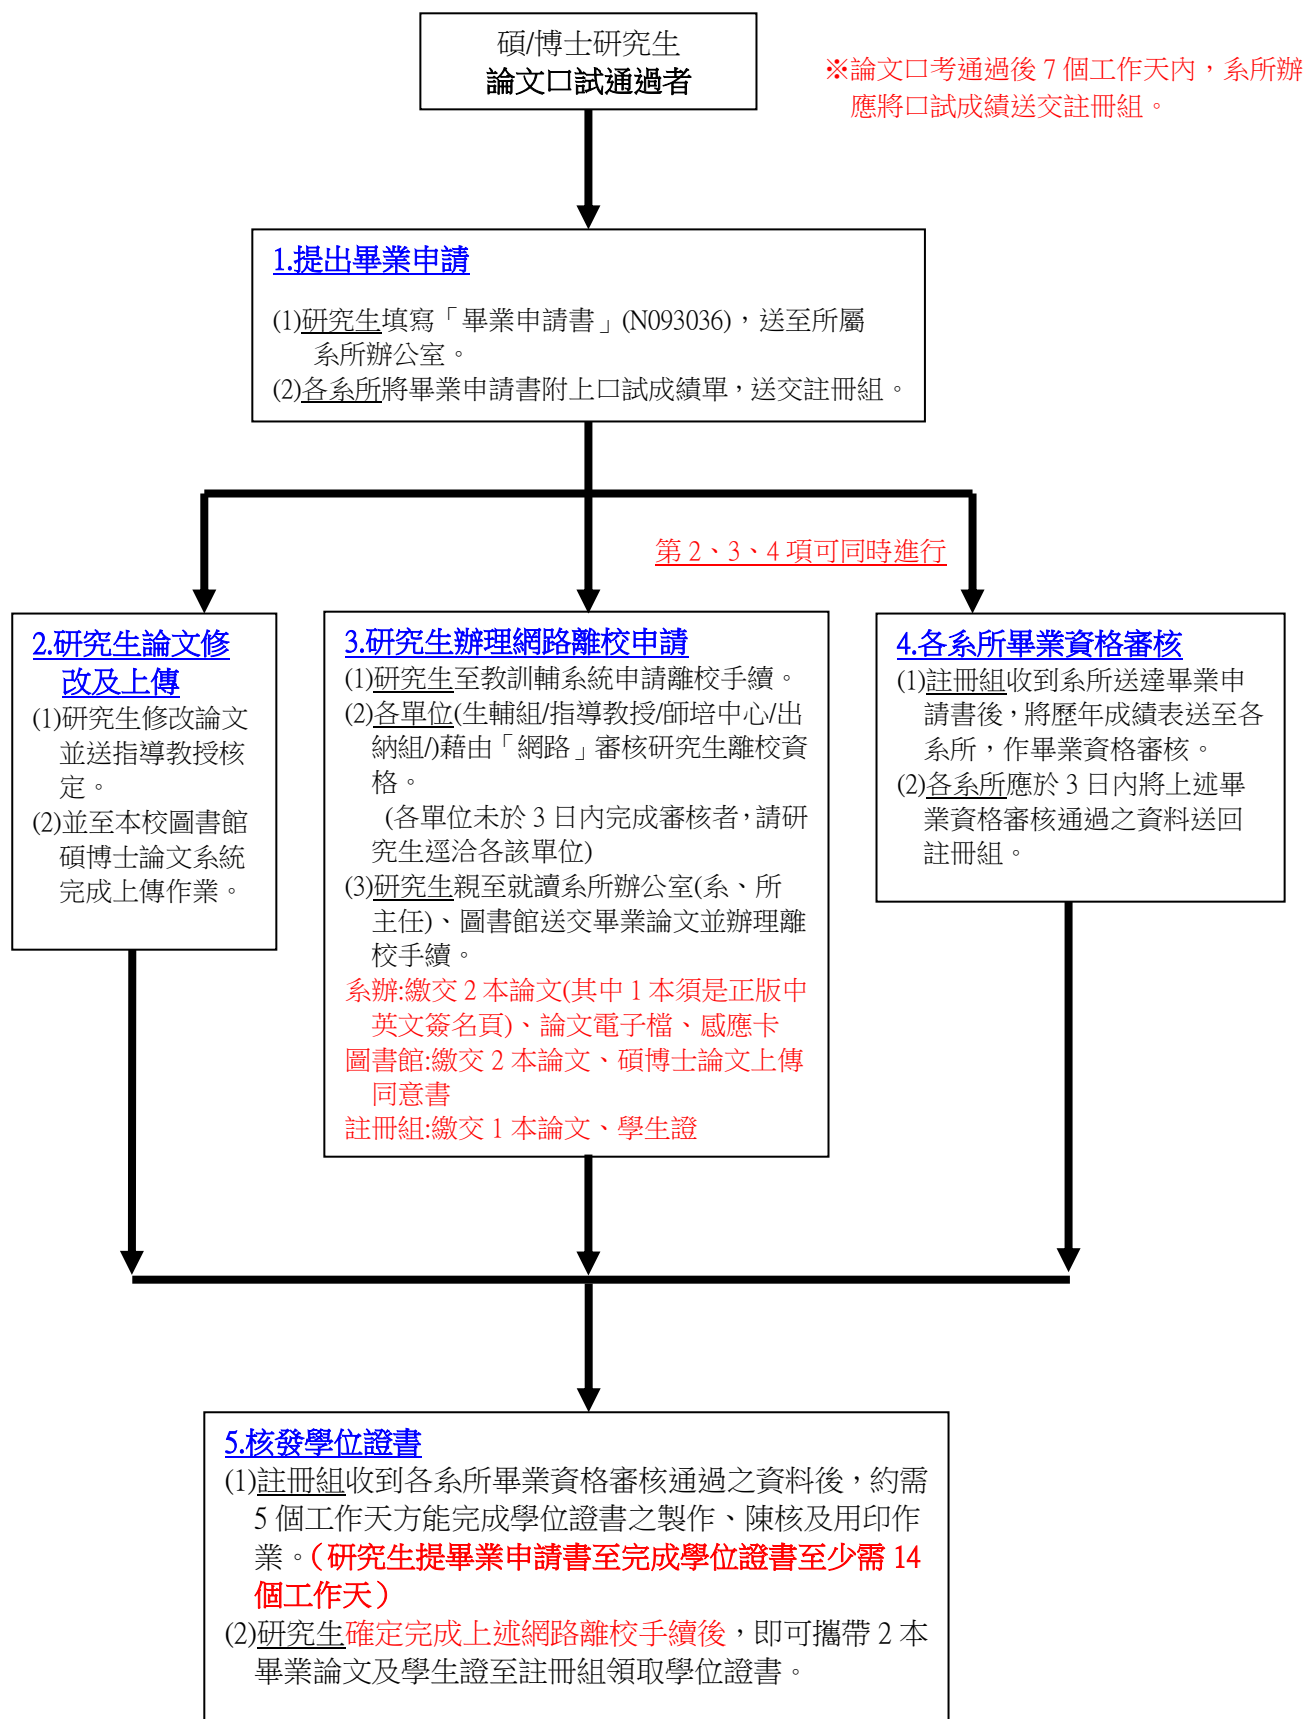 碩/博士研究生
論文口試通過者
※論文口考通過後 7 個工作天內，系所辦
應將口試成績送交註冊組。
1.提出畢業申請
(1)研究生填寫「畢業申請書」(N093036)，送至所屬
系所辦公室。
(2)各系所將畢業申請書附上口試成績單，送交註冊組。
第 2、3、4 項可同時進行
2.研究生論文修
改及上傳
(1)研究生修改論文
並送指導教授核
定。
(2)並至本校圖書館
碩博士論文系統
完成上傳作業。
3.研究生辦理網路離校申請
(1)研究生至教訓輔系統申請離校手續。
(2)各單位(生輔組/指導教授/師培中心/出
納組/)藉由「網路」審核研究生離校資
格。
(各單位未於 3 日內完成審核者，請研
究生逕洽各該單位)
(3)研究生親至就讀系所辦公室(系、所
主任)、圖書館送交畢業論文並辦理離
校手續。
系辦:繳交 2 本論文(其中 1 本須是正版中
英文簽名頁)、論文電子檔、感應卡
圖書館:繳交 2 本論文、碩博士論文上傳
同意書
註冊組:繳交 1 本論文、學生證
4.各系所畢業資格審核
(1)註冊組收到系所送達畢業申
請書後，將歷年成績表送至各
系所，作畢業資格審核。
(2)各系所應於 3 日內將上述畢
業資格審核通過之資料送回
註冊組。
5.核發學位證書
(1)註冊組收到各系所畢業資格審核通過之資料後，約需
5 個工作天方能完成學位證書之製作、陳核及用印作
業。（研究生提畢業申請書至完成學位證書至少需 14
個工作天）
(2)研究生確定完成上述網路離校手續後，即可攜帶 2 本
畢業論文及學生證至註冊組領取學位證書。